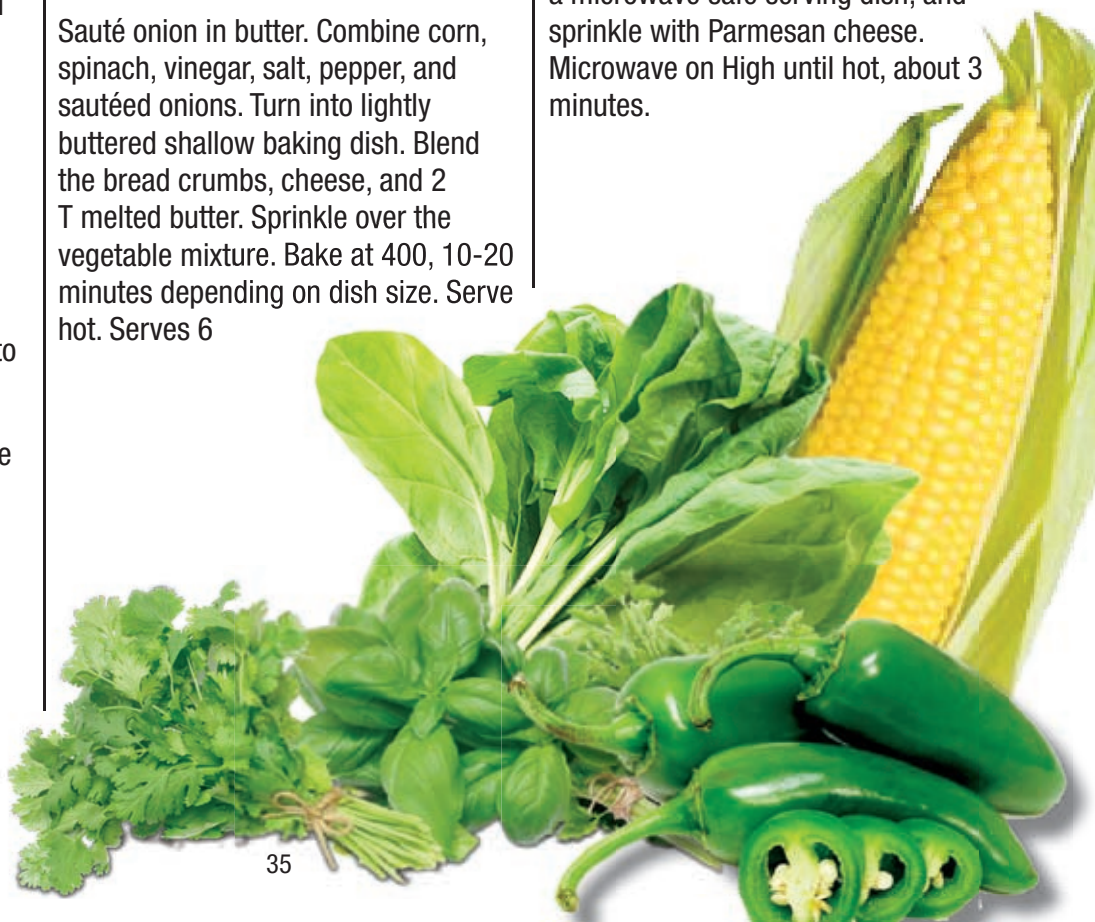 Sauté onion in butter. Combine corn,
spinach, vinegar, salt, pepper, and
sautéed onions. Turn into lightly
buttered shallow baking dish. Blend
the bread crumbs, cheese, and 2
T melted butter. Sprinkle over the
vegetable mixture. Bake at 400, 10-20
minutes depending on dish size. Serve
hot. Serves 6
a microwave safe serving dish, and
sprinkle with Parmesan cheese.
Microwave on High until hot, about 3
minutes.
35